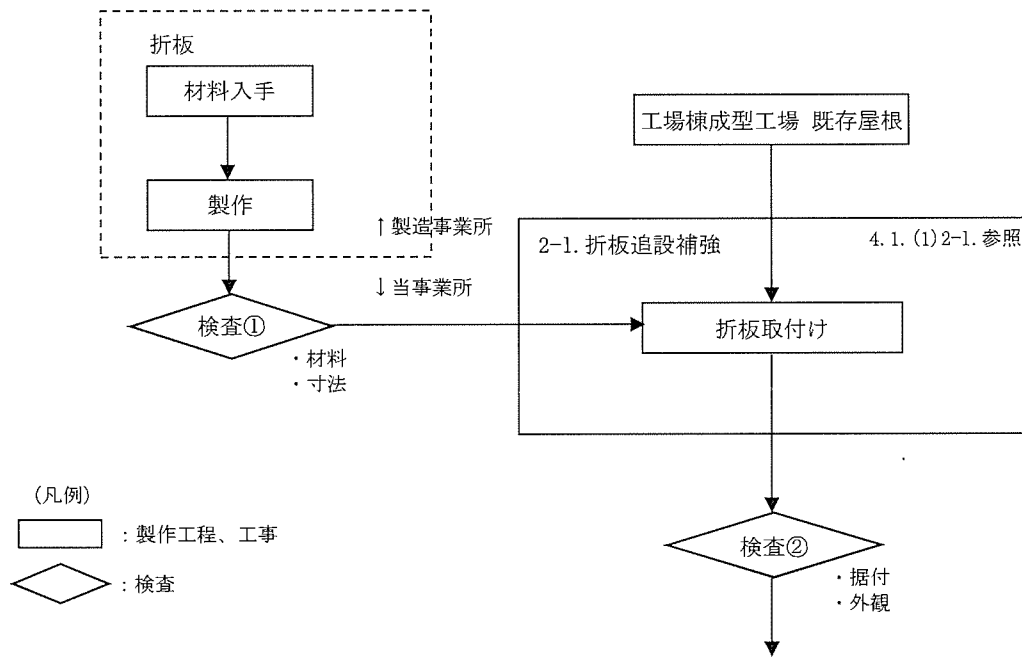 折板
材料入手
製作
↑製造事業所
↓当事業所
検査①
・材料
・寸法
工場棟成型工場 既存屋根
2-1.折板追設補強
4.1.(1)2-1.参照
折板取付け
検査②
・据付
・外観
(凡例)
：製作工程、工事
：検査